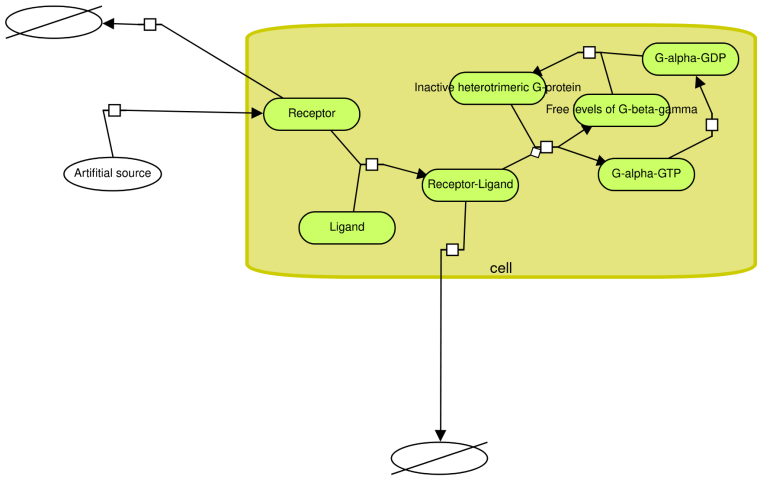 G-alpha-GDP
Inactive heterotrimeric G-protein
Free levels of G-beta-gamma
Receptor
Artifitial source
G-alpha-GTP
Receptor-Ligand
Ligand
cell